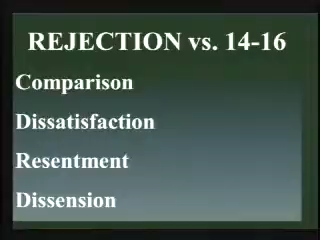 REJECTION vs. 14-16
Comparison
Dissatisfaction
Resentment
Dissension